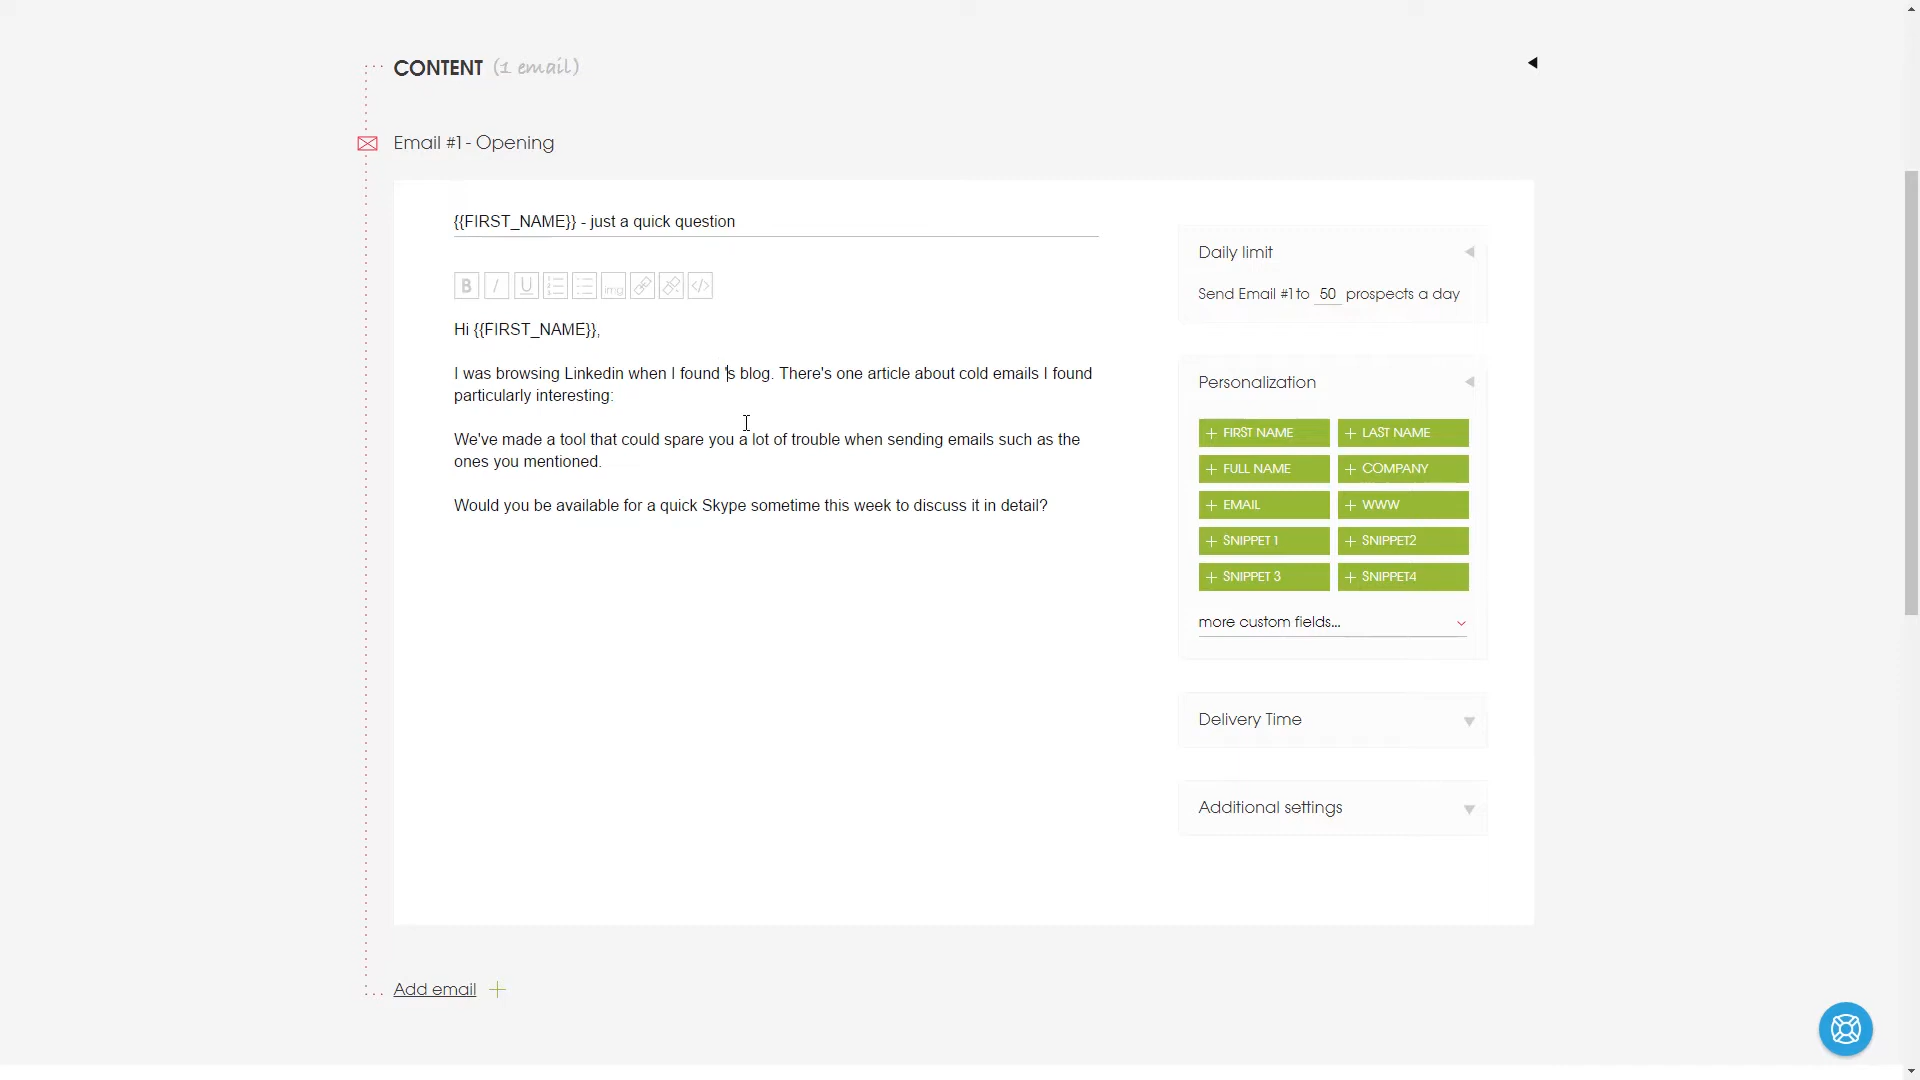 CONTENT (1 email)
Email #1 - Opening
{{FIRST_NAME}} - just a quick question
B I U img </>
Hi {{FIRST_NAME}},
I was browsing Linkedin when I found 's blog. There's one article about cold emails I found
particularly interesting:
We've made a tool that could spare you a lot of trouble when sending emails such as the
ones you mentioned.
Would you be available for a quick Skype sometime this week to discuss it in detail?
Daily limit
Send Email #1 to 50 prospects a day
Personalization
+ FIRST NAME + LAST NAME
+ FULL NAME + COMPANY
+ EMAIL + WWW
+ SNIPPET 1 + SNIPPET2
+ SNIPPET 3 + SNIPPET4
more custom fields...
Delivery Time
Additional settings
Add email +